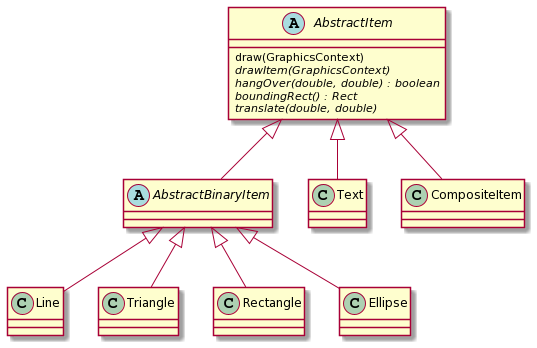 A AbstractItem
draw(GraphicsContext)
drawItem(GraphicsContext)
hangOver(double, double) : boolean
boundingRect() : Rect
translate(double, double)
A AbstractBinaryItem
C Text
C CompositeItem
C Line
C Triangle
C Rectangle
C Ellipse